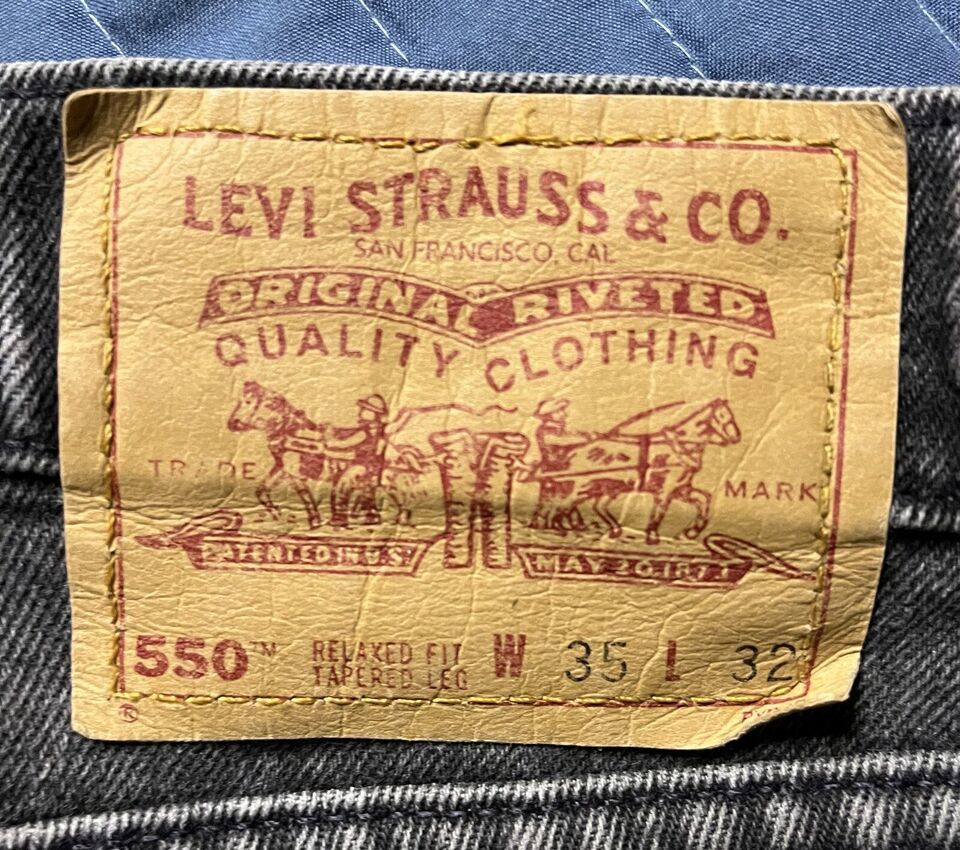 LEVI STRAUSS & CO.
SAN FRANCISCO, CAL
ORIGINAL RIVETED
QUALITY CLOTHING
TRADE MARK
PATENTED IN U.S. MAY 20 1873
550™ RELAXED FIT W 35 L 32
TAPERED LEG
®